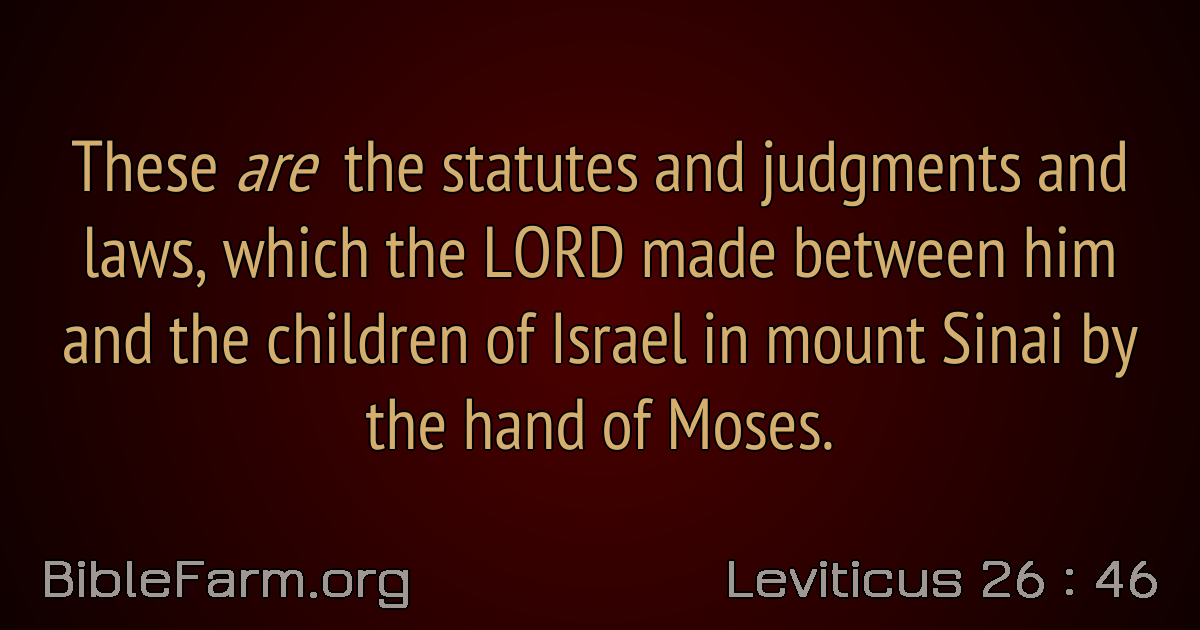 These are the statutes and judgments and
laws, which the LORD made between him
and the children of Israel in mount Sinai by
the hand of Moses.
BibleFarm.org
Leviticus 26 : 46